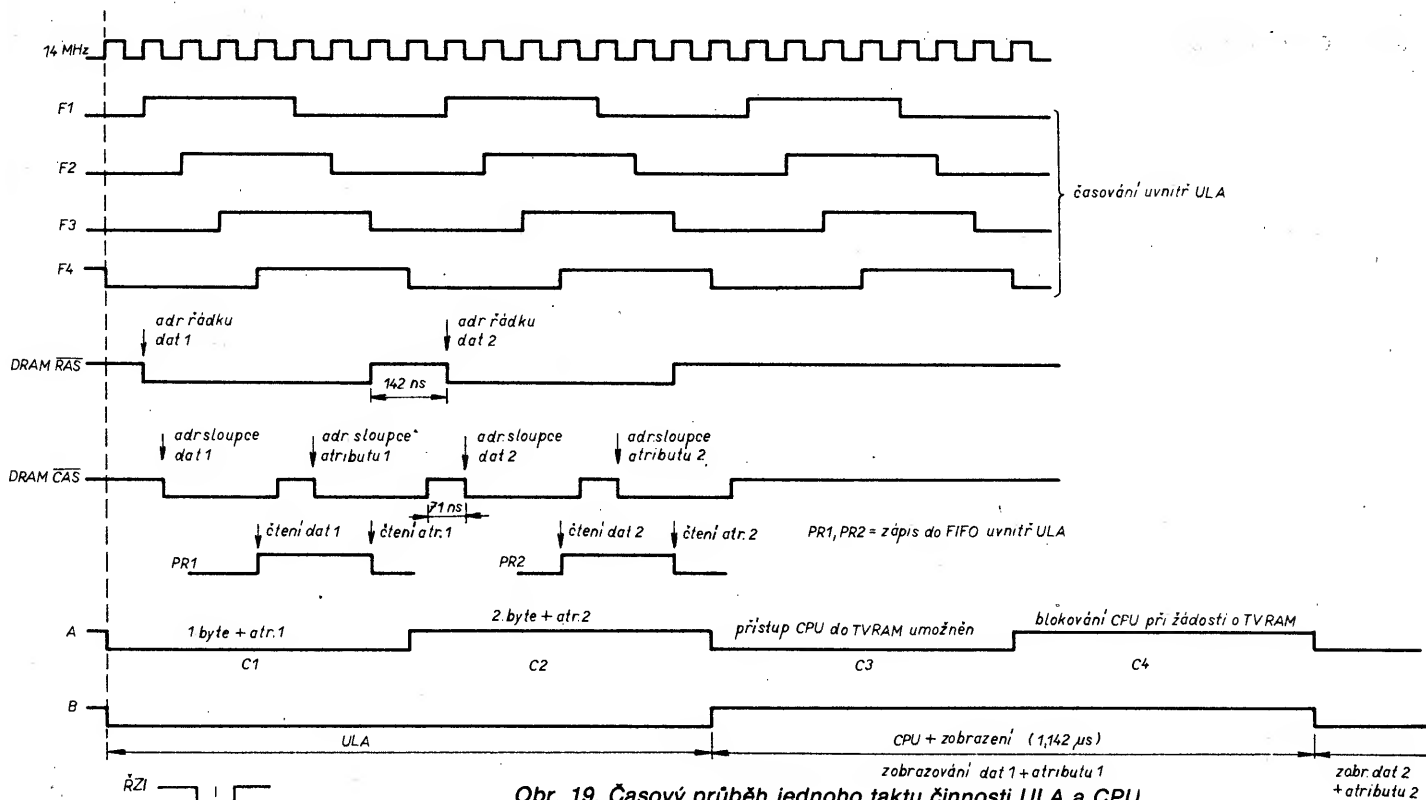 14 MHz
F1
F2
časování uvnitř ULA
F3
F4
adr řádku
dat 1
adr řádku
dat 2
DRAM RAS
142 ns
adr. sloupce
dat 1
adr. sloupce
atributu 1
adr. sloupce
dat 2
adr. sloupce
atributu 2
DRAM CAS
71 ns
čtení dat 1
čtení atr. 1
čtení dat 2
čtení atr. 2
PR1, PR2 = zápis do FIFO uvnitř ULA
PR1
PR2
A
1 byte + atr. 1
2. byte + atr. 2
přístup CPU do TVRAM umožněn
blokování CPU při žádosti o TVRAM
C1
C2
C3
C4
B
ULA
CPU + zobrazení (1,142 µs)
zobrazování dat 1 + atributu 1
zobr. dat 2
+ atributu 2
ŘZI
Obr. 19. Časový průběh jednoho taktu činnosti ULA a CPU